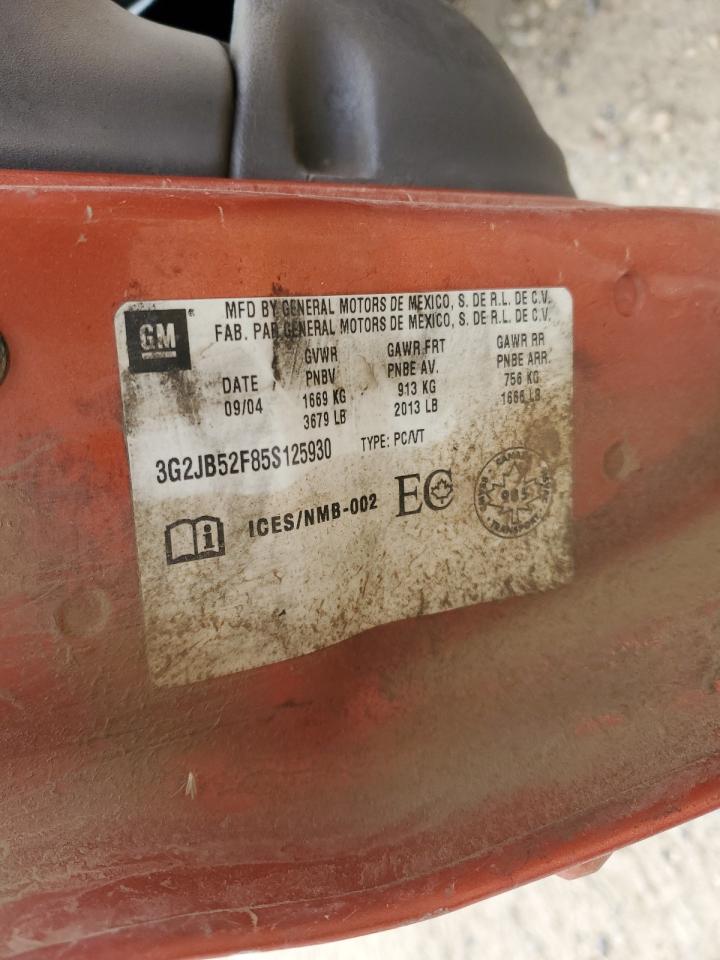 GM
MFD BY GENERAL MOTORS DE MEXICO, S. DE R.L. DE C.V.
FAB. PAR GENERAL MOTORS DE MEXICO, S. DE R.L. DE C.V.
DATE GVWR GAWR FRT GAWR RR
PNBV PNBE AV. PNBE ARR.
09/04 1669 KG 913 KG 756 KG
3679 LB 2013 LB 1666 LB
3G2JB52F85S125930 TYPE: PC/VT
i ICES/NMB-002 EC
CANADA
TRANSPORT